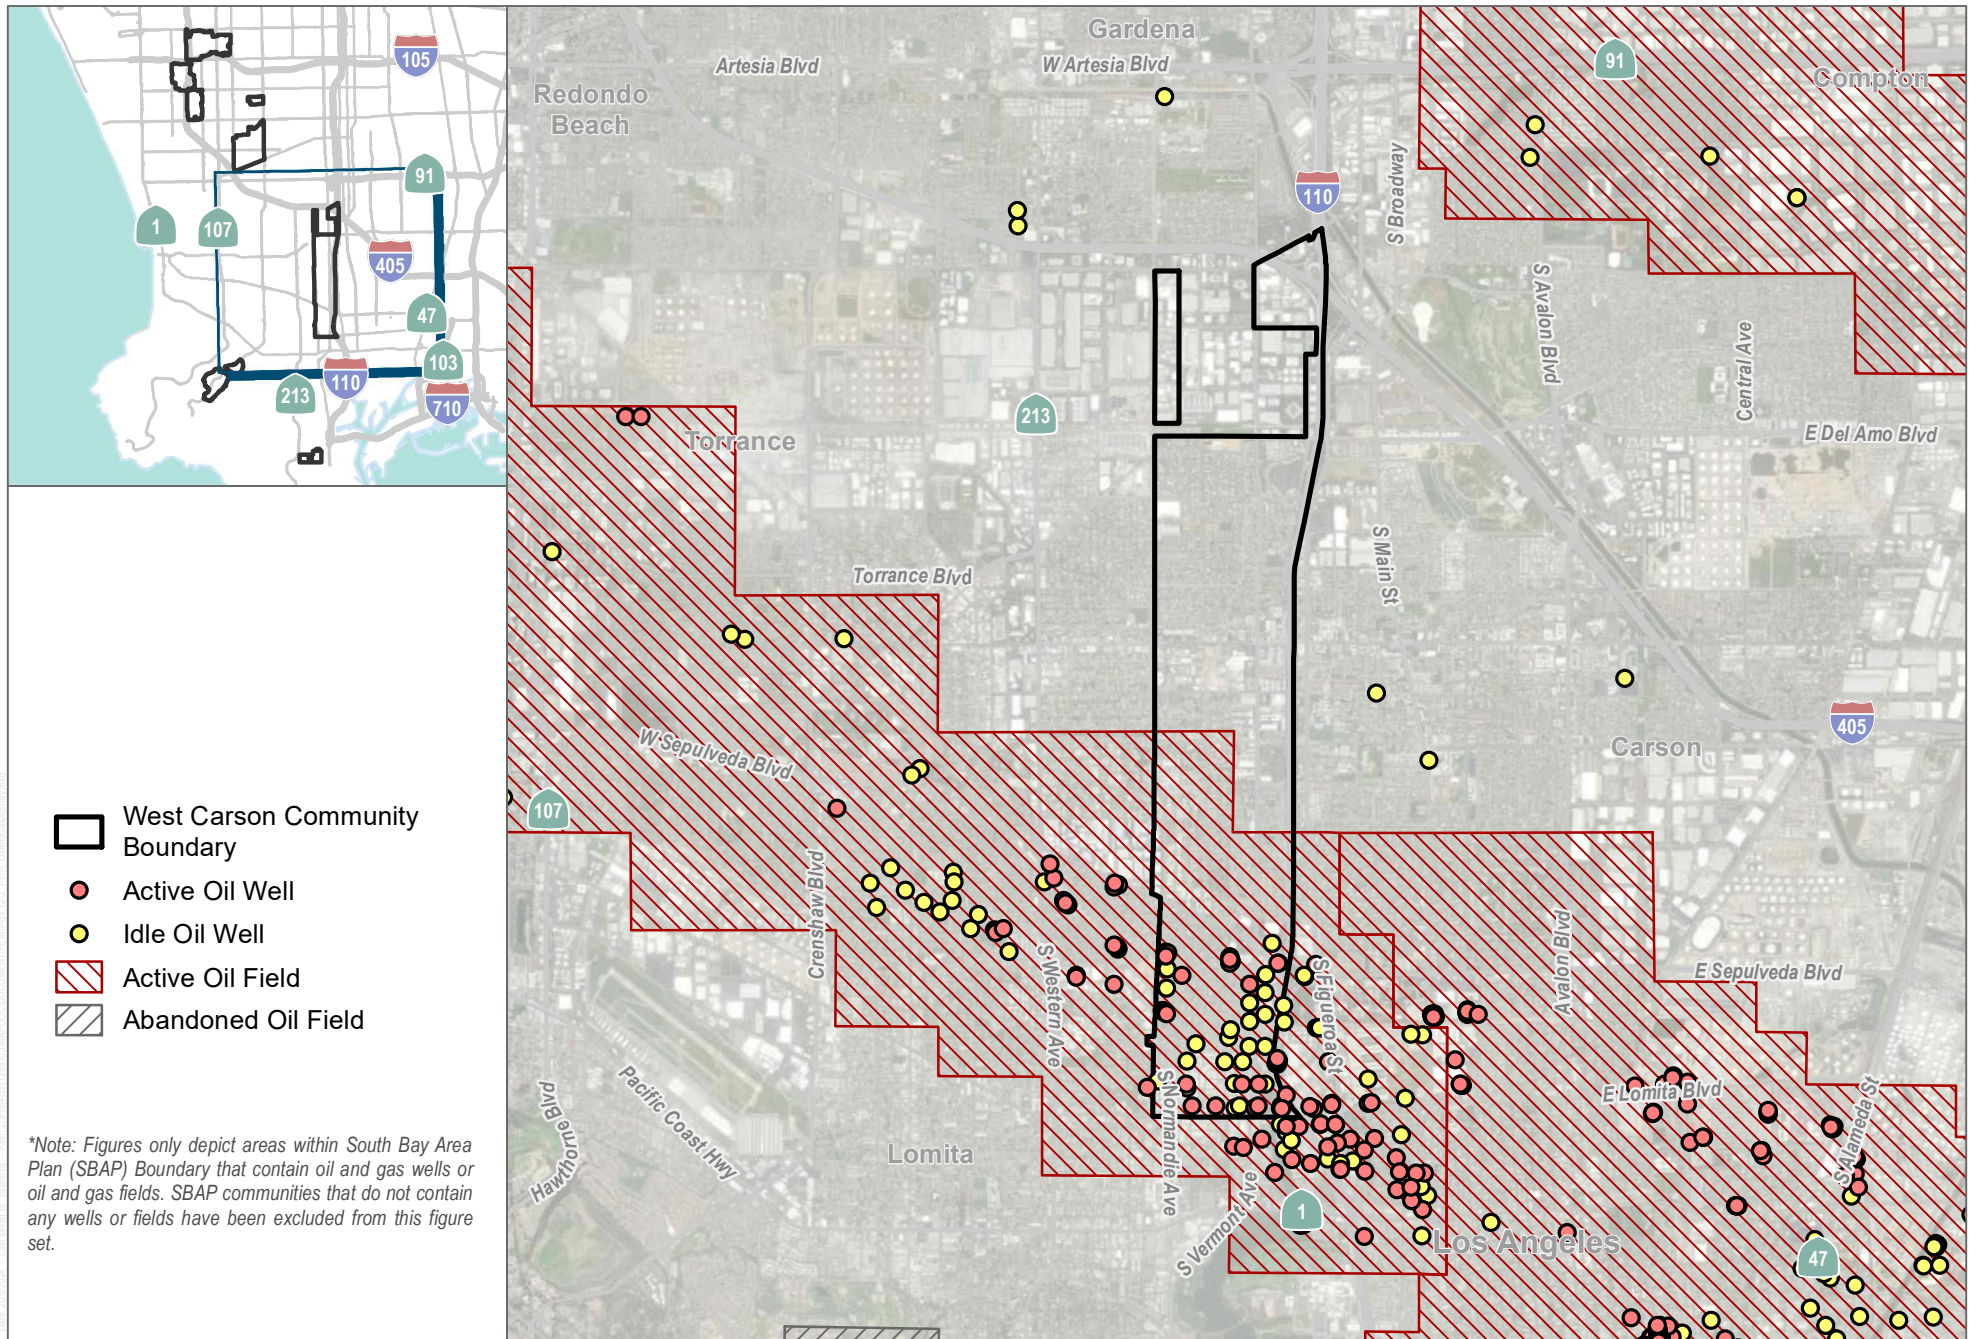 105
91
1
107
405
47
103
110
213
710
West Carson Community
Boundary
Active Oil Well
Idle Oil Well
Active Oil Field
Abandoned Oil Field
*Note: Figures only depict areas within South Bay Area
Plan (SBAP) Boundary that contain oil and gas wells or
oil and gas fields. SBAP communities that do not contain
any wells or fields have been excluded from this figure
set.
Gardena
91
Artesia Blvd
W Artesia Blvd
Compton
Redondo
Beach
110
S Broadway
S Avalon Blvd
Central Ave
213
Torrance
E Del Amo Blvd
Torrance Blvd
S Main St
405
W Sepulveda Blvd
Carson
107
Crenshaw Blvd
S Western Ave
S Figueroa St
Avalon Blvd
E Sepulveda Blvd
Hawthorne Blvd
Pacific Coast Hwy
S Normandie Ave
E Lomita Blvd
S Alameda St
Lomita
S Vermont Ave
1
Los Angeles
47